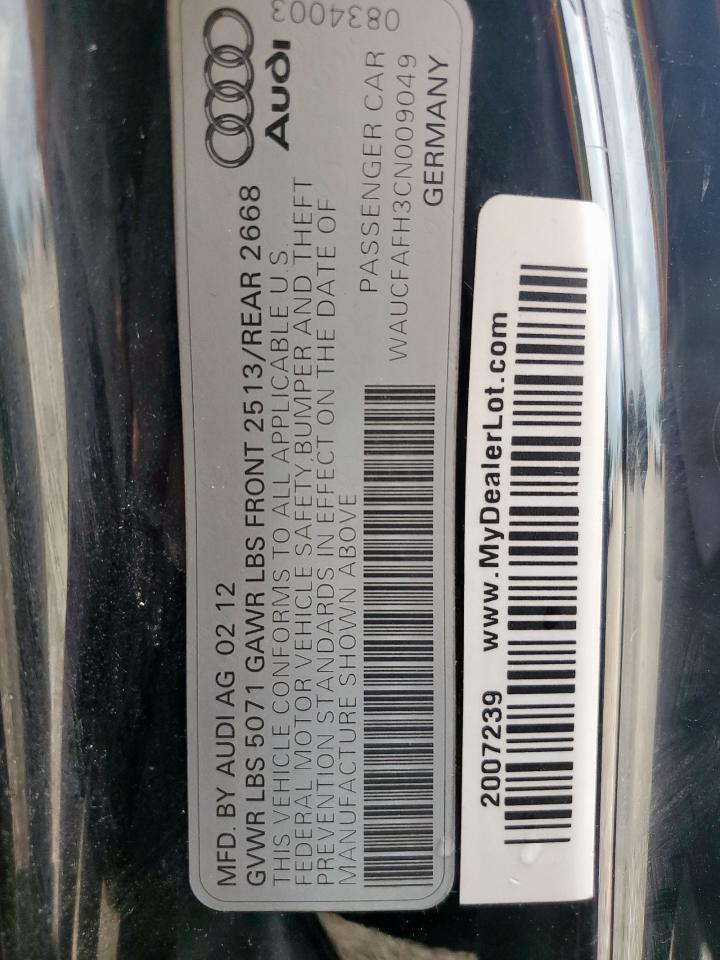 MFD. BY AUDI AG 02 12
GVWR LBS 5071 GAWR LBS FRONT 2513/REAR 2668
THIS VEHICLE CONFORMS TO ALL APPLICABLE U.S.
FEDERAL MOTOR VEHICLE SAFETY,BUMPER AND THEFT
PREVENTION STANDARDS IN EFFECT ON THE DATE OF
MANUFACTURE SHOWN ABOVE
PASSENGER CAR
WAUCFAFH3CN009049
GERMANY
Audi
0834003
2007239 www.MyDealerLot.com